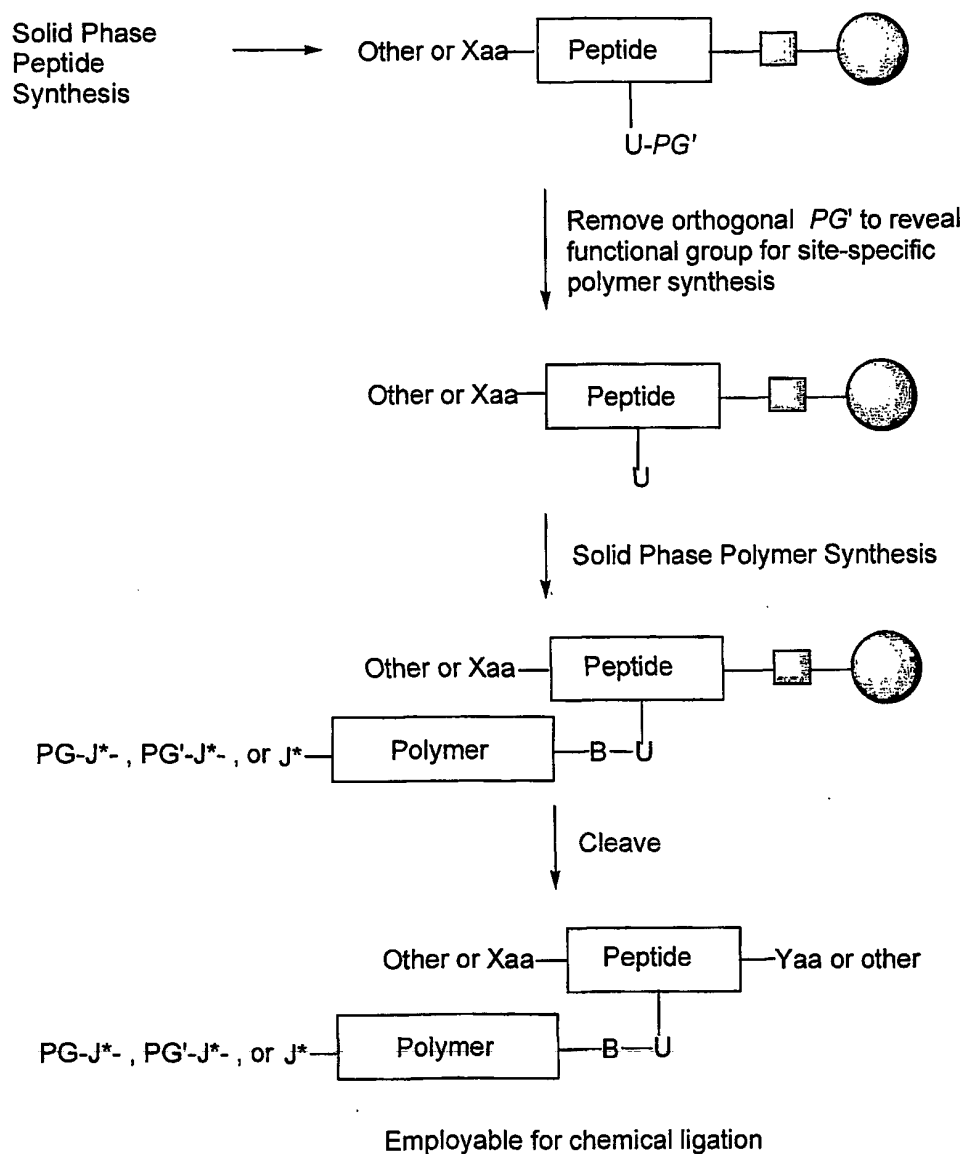 Solid Phase
Peptide
Synthesis
Other or Xaa
Peptide
U-PG'
Remove orthogonal PG' to reveal
functional group for site-specific
polymer synthesis
Other or Xaa
Peptide
U
Solid Phase Polymer Synthesis
Other or Xaa
Peptide
PG-J*- , PG'-J*- , or J*
Polymer
B
U
Cleave
Other or Xaa
Peptide
Yaa or other
PG-J*- , PG'-J*- , or J*
Polymer
B
U
Employable for chemical ligation